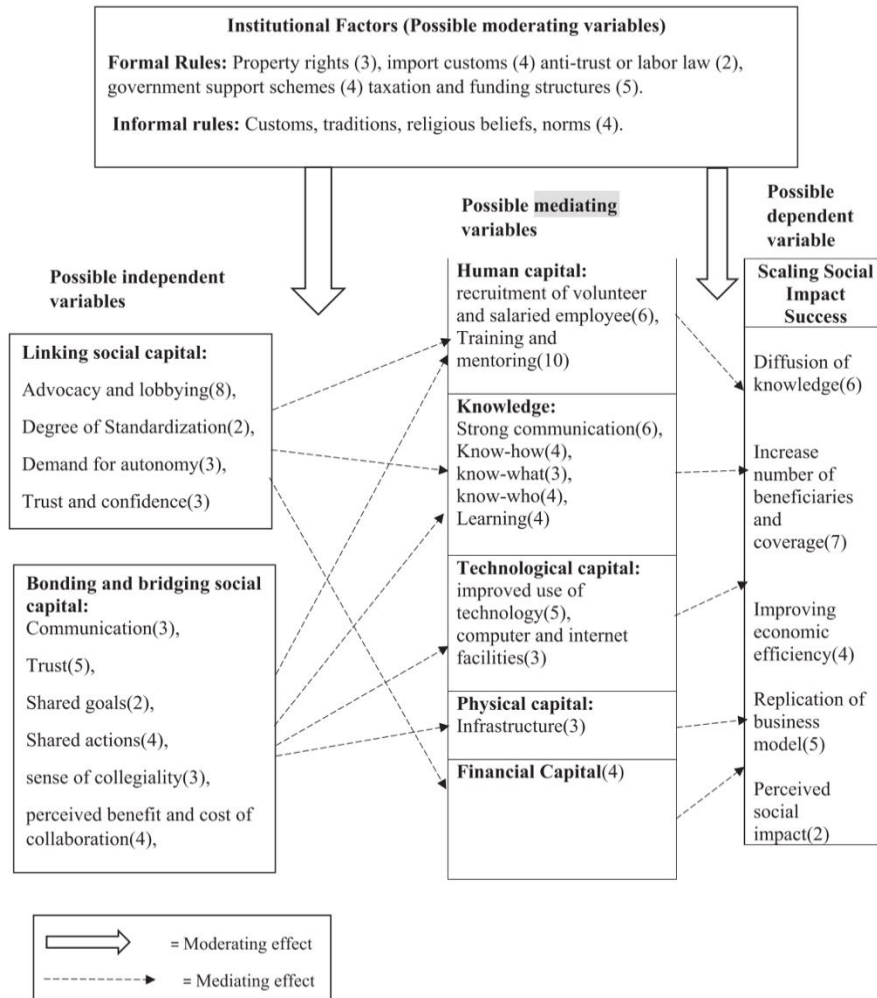 Institutional Factors (Possible moderating variables)
Formal Rules: Property rights (3), import customs (4) anti-trust or labor law (2),
government support schemes (4) taxation and funding structures (5).
Informal rules: Customs, traditions, religious beliefs, norms (4).
Possible independent
variables
Linking social capital:
Advocacy and lobbying(8),
Degree of Standardization(2),
Demand for autonomy(3),
Trust and confidence(3)
Bonding and bridging social
capital:
Communication(3),
Trust(5),
Shared goals(2),
Shared actions(4),
sense of collegiality(3),
perceived benefit and cost of
collaboration(4),
Possible mediating
variables
Human capital:
recruitment of volunteer
and salaried employee(6),
Training and
mentoring(10)
Knowledge:
Strong communication(6),
Know-how(4),
know-what(3),
know-who(4),
Learning(4)
Technological capital:
improved use of
technology(5),
computer and internet
facilities(3)
Physical capital:
Infrastructure(3)
Financial Capital(4)
Possible
dependent
variable
Scaling Social
Impact
Success
Diffusion of
knowledge(6)
Increase
number of
beneficiaries
and
coverage(7)
Improving
economic
efficiency(4)
Replication of
business
model(5)
Perceived
social
impact(2)
= Moderating effect
= Mediating effect